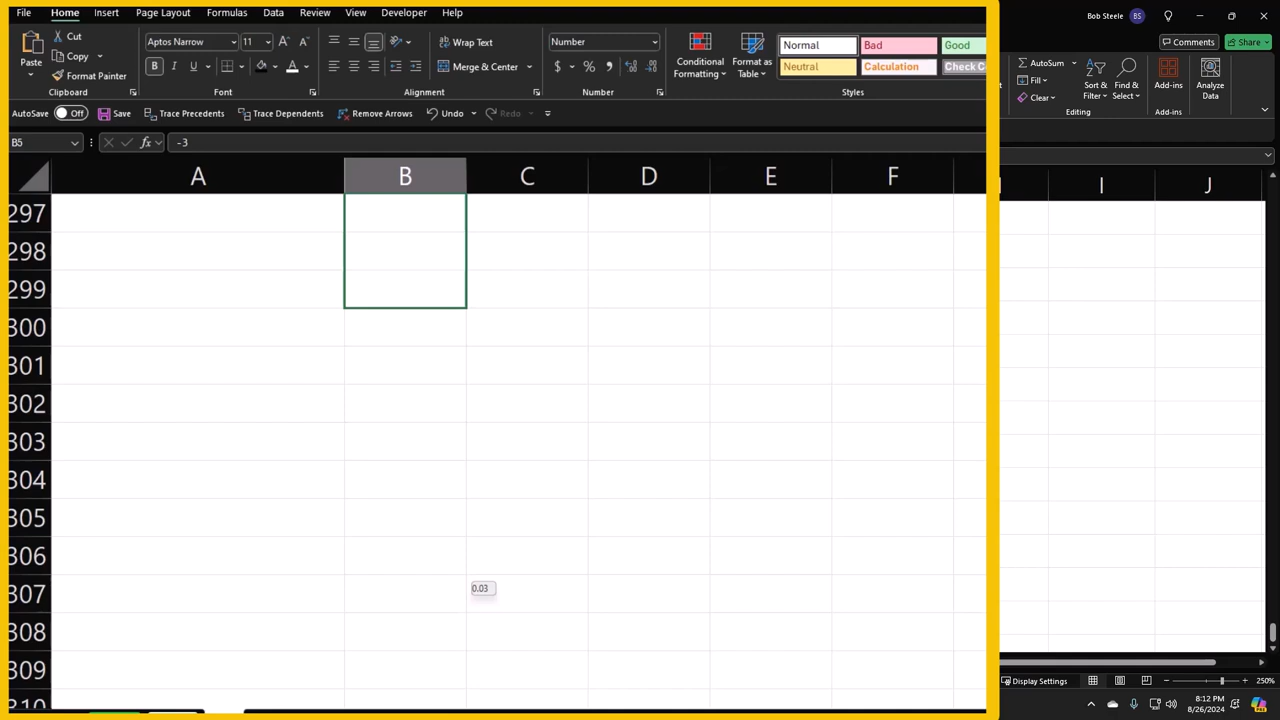 Bob Steele BS
File Home Insert Page Layout Formulas Data Review View Developer Help
Comments Share
Paste Cut Copy Format Painter
Aptos Narrow 11 A A
B I U A
Wrap Text
Merge & Center
Number
$ %
Conditional Formatting
Format as Table
Normal Bad Good
Neutral Calculation Check C
AutoSum
Fill
Clear
Sort & Filter
Find & Select
Add-ins
Analyze Data
Clipboard Font Alignment Number Styles Editing Add-ins
AutoSave Off Save Trace Precedents Trace Dependents Remove Arrows Undo Redo
B5 fx -3
A B C D E F I J
297
298
299
300
301
302
303
304
305
306
307
0.03
308
309
310
Display Settings 250%
8:12 PM
8/26/2024